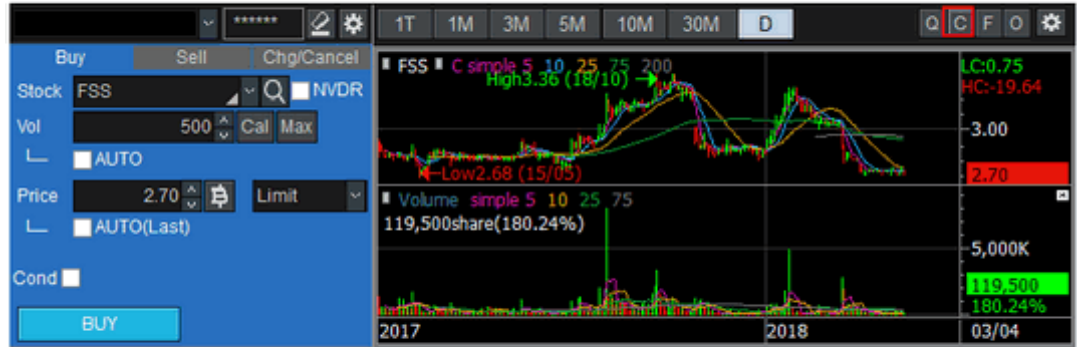 ******
Buy Sell Chg/Cancel
Stock FSS NVDR
Vol 500 Cal Max
AUTO
Price 2.70 Limit
AUTO(Last)
Cond
BUY
1T 1M 3M 5M 10M 30M D Q C F O
FSS C simple 5 10 25 75 200
High3.36 (18/10)
Low2.68 (15/05)
LC:0.75
HC:-19.64
3.00
2.70
Volume simple 5 10 25 75
119,500share(180.24%)
5,000K
119,500
180.24%
2017 2018 03/04